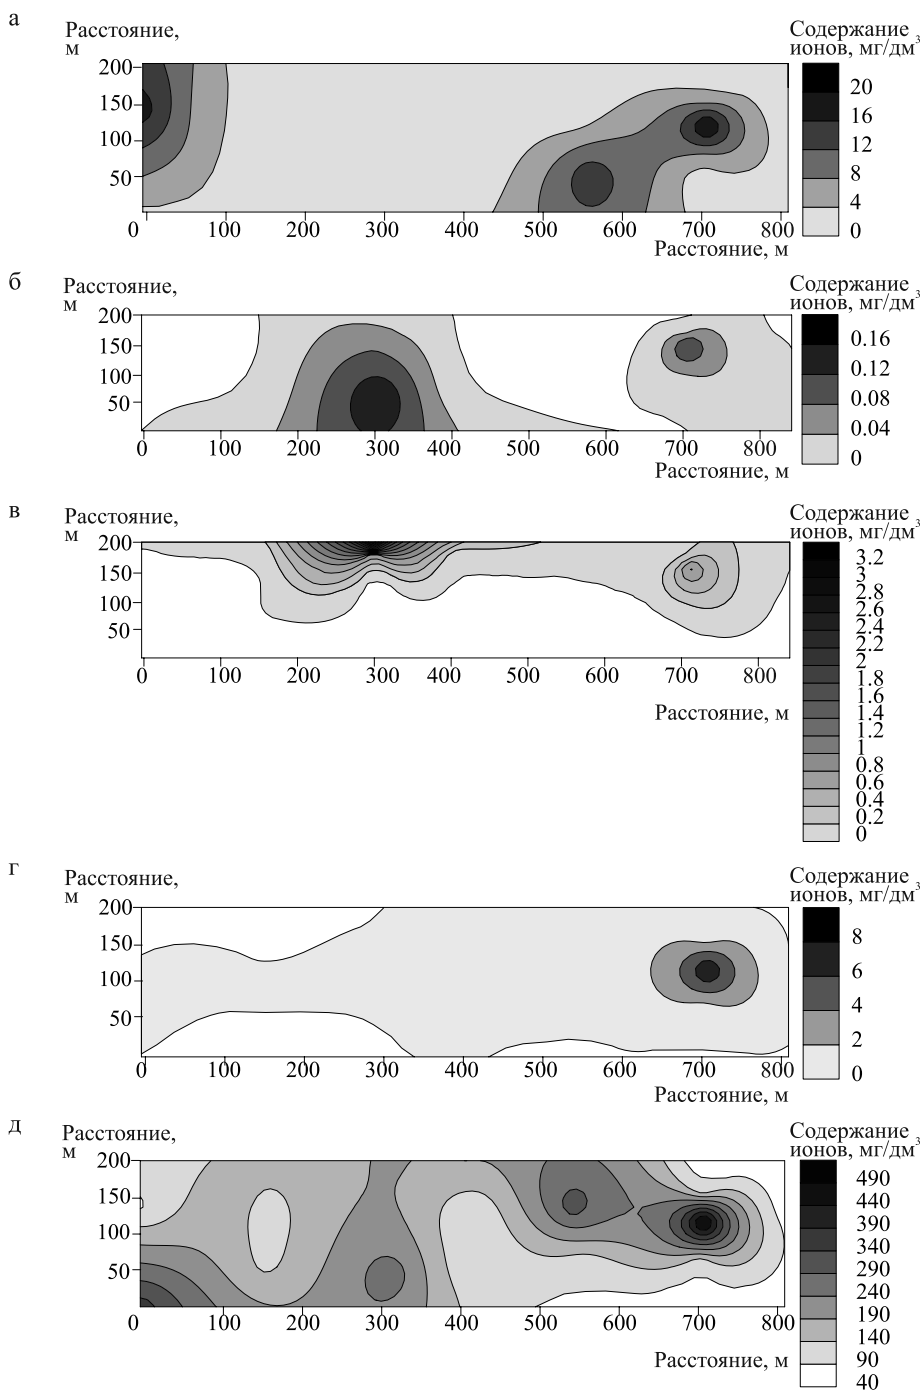 а
Расстояние,
м
Содержание
ионов, мг/дм³
200
150
100
50
0 100 200 300 400 500 600 700 800
Расстояние, м
20
16
12
8
4
0
б
Расстояние,
м
Содержание
ионов, мг/дм³
200
150
100
50
0 100 200 300 400 500 600 700 800
Расстояние, м
0.16
0.12
0.08
0.04
0
в
Расстояние,
м
Содержание
ионов, мг/дм³
200
150
100
50
0 100 200 300 400 500 600 700 800
Расстояние, м
3.2
3
2.8
2.6
2.4
2.2
2
1.8
1.6
1.4
1.2
1
0.8
0.6
0.4
0.2
0
г
Расстояние,
м
Содержание
ионов, мг/дм³
200
150
100
50
0 100 200 300 400 500 600 700 800
Расстояние, м
8
6
4
2
0
д
Расстояние,
м
Содержание
ионов, мг/дм³
200
150
100
50
0 100 200 300 400 500 600 700 800
Расстояние, м
490
440
390
340
290
240
190
140
90
40